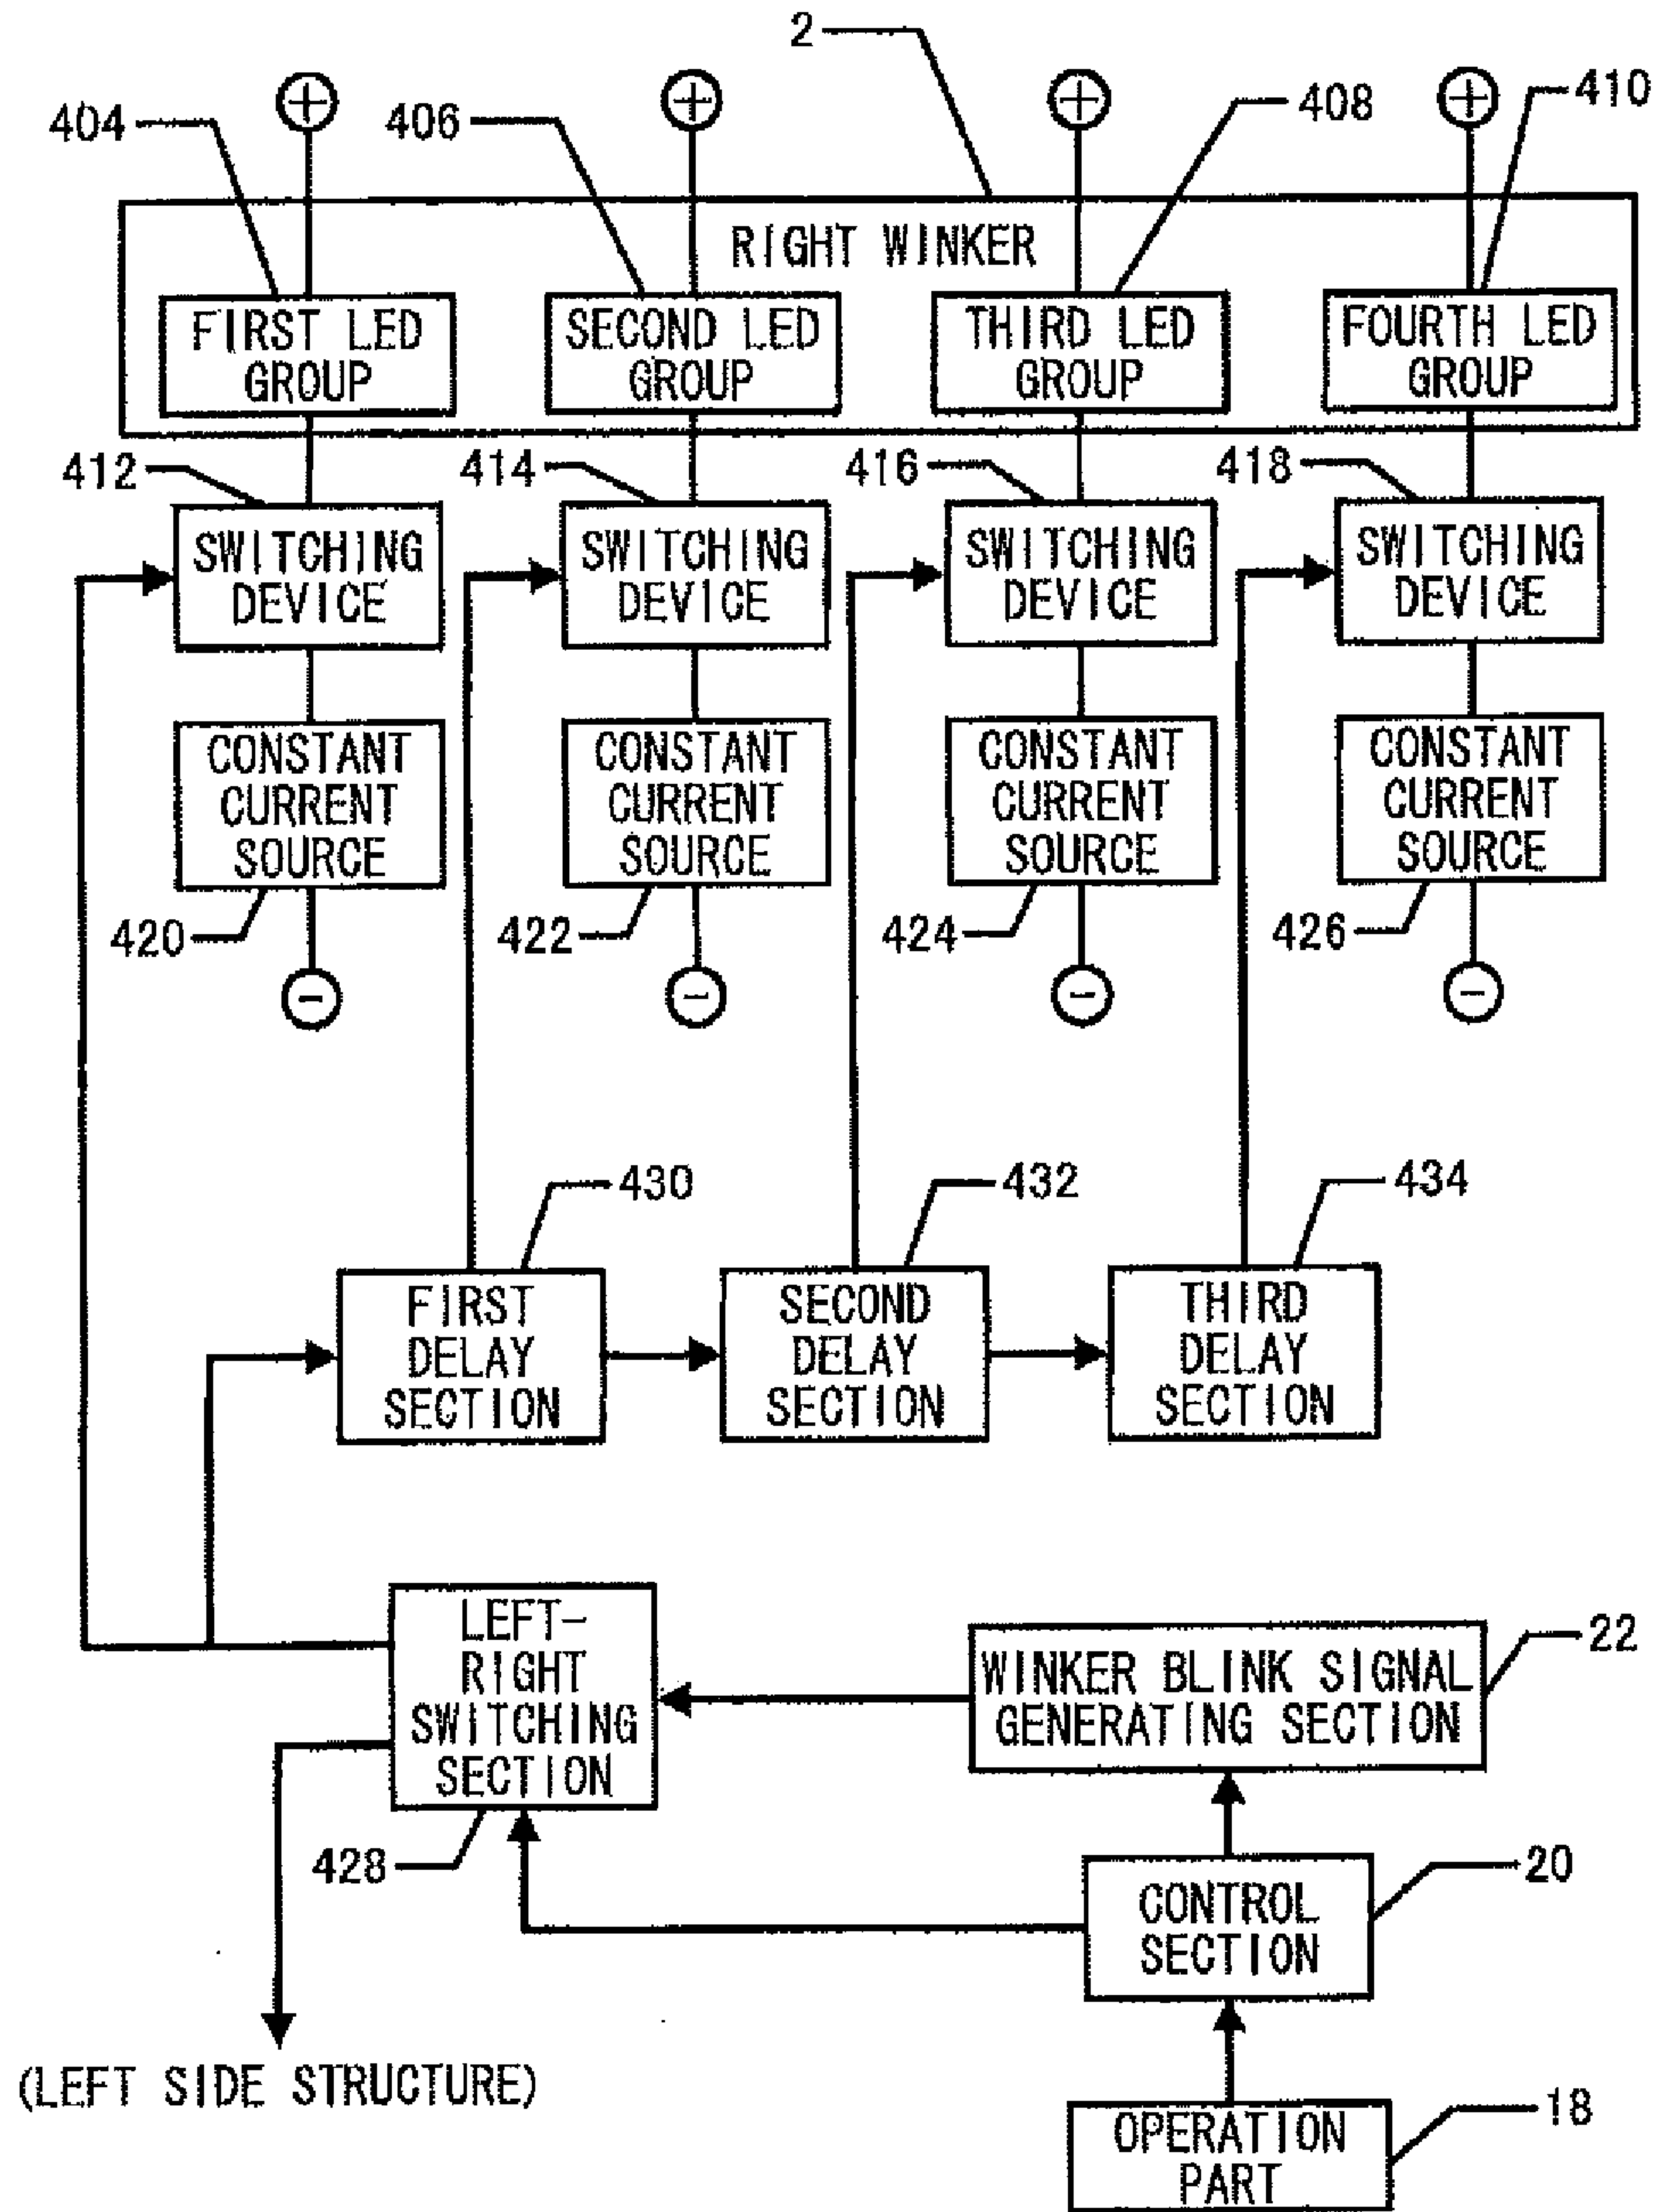 2
404
406
408
410
RIGHT WINKER
FIRST LED
GROUP
SECOND LED
GROUP
THIRD LED
GROUP
FOURTH LED
GROUP
412
414
416
418
SWITCHING
DEVICE
SWITCHING
DEVICE
SWITCHING
DEVICE
SWITCHING
DEVICE
CONSTANT
CURRENT
SOURCE
CONSTANT
CURRENT
SOURCE
CONSTANT
CURRENT
SOURCE
CONSTANT
CURRENT
SOURCE
420
422
424
426
430
432
434
FIRST
DELAY
SECTION
SECOND
DELAY
SECTION
THIRD
DELAY
SECTION
LEFT-
RIGHT
SWITCHING
SECTION
428
WINKER BLINK SIGNAL
GENERATING SECTION
22
CONTROL
SECTION
20
(LEFT SIDE STRUCTURE)
OPERATION
PART
18